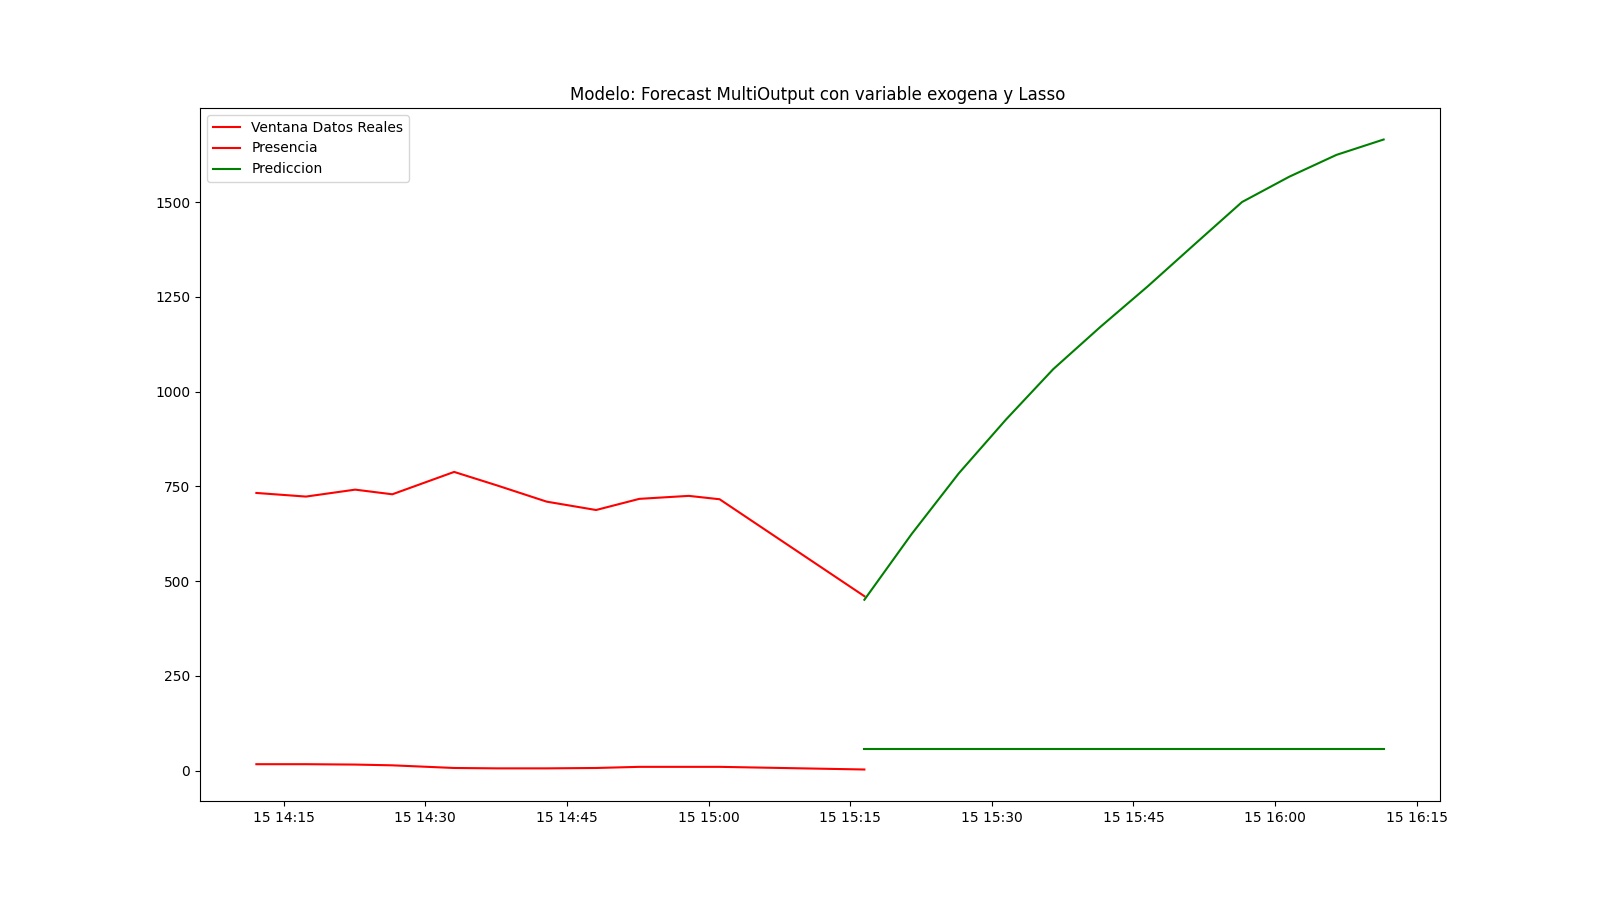 Modelo: Forecast MultiOutput con variable exogena y Lasso
Ventana Datos Reales
Presencia
Prediccion
1500
1250
1000
750
500
250
0
15 14:15 15 14:30 15 14:45 15 15:00 15 15:15 15 15:30 15 15:45 15 16:00 15 16:15